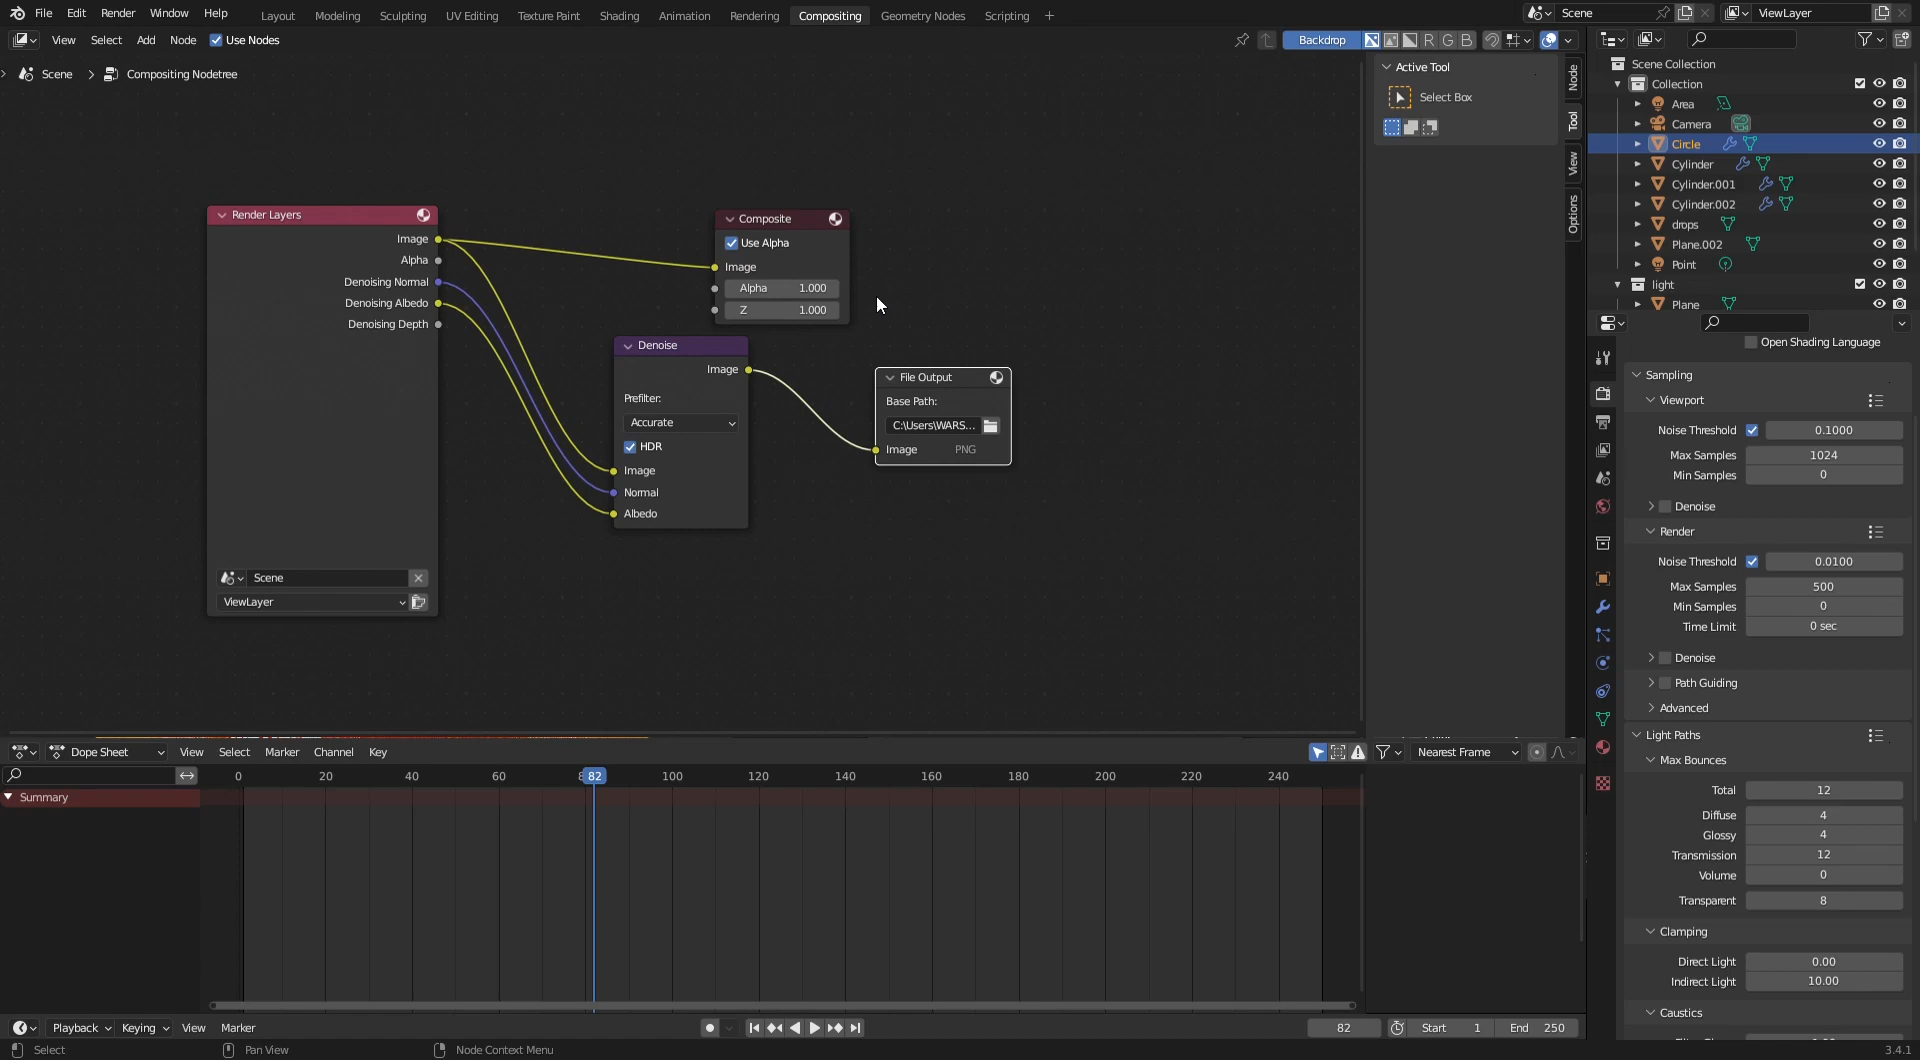 File Edit Render Window Help Layout Modeling Sculpting UV Editing Texture Paint Shading Animation Rendering Compositing Geometry Nodes Scripting + Scene ViewLayer
View Select Add Node Use Nodes Backdrop R G B
Scene > Compositing Nodetree
Active Tool
Select Box
Node
Tool
View
Options
Render Layers
Image
Alpha
Denoising Normal
Denoising Albedo
Denoising Depth
Scene
ViewLayer
Composite
Use Alpha
Image
Alpha 1.000
Z 1.000
Denoise
Image
Prefilter:
Accurate
HDR
Image
Normal
Albedo
File Output
Base Path:
C:\Users\WARS...
Image PNG
Scene Collection
Collection
Area
Camera
Circle
Cylinder
Cylinder.001
Cylinder.002
drops
Plane.002
Point
light
Plane
Open Shading Language
Sampling
Viewport
Noise Threshold 0.1000
Max Samples 1024
Min Samples 0
Denoise
Render
Noise Threshold 0.0100
Max Samples 500
Min Samples 0
Time Limit 0 sec
Denoise
Path Guiding
Advanced
Light Paths
Max Bounces
Total 12
Diffuse 4
Glossy 4
Transmission 12
Volume 0
Transparent 8
Clamping
Direct Light 0.00
Indirect Light 10.00
Caustics
Dope Sheet View Select Marker Channel Key Nearest Frame
0 20 40 60 82 100 120 140 160 180 200 220 240
Summary
Playback Keying View Marker 82 Start 1 End 250
Select Pan View Node Context Menu 3.4.1